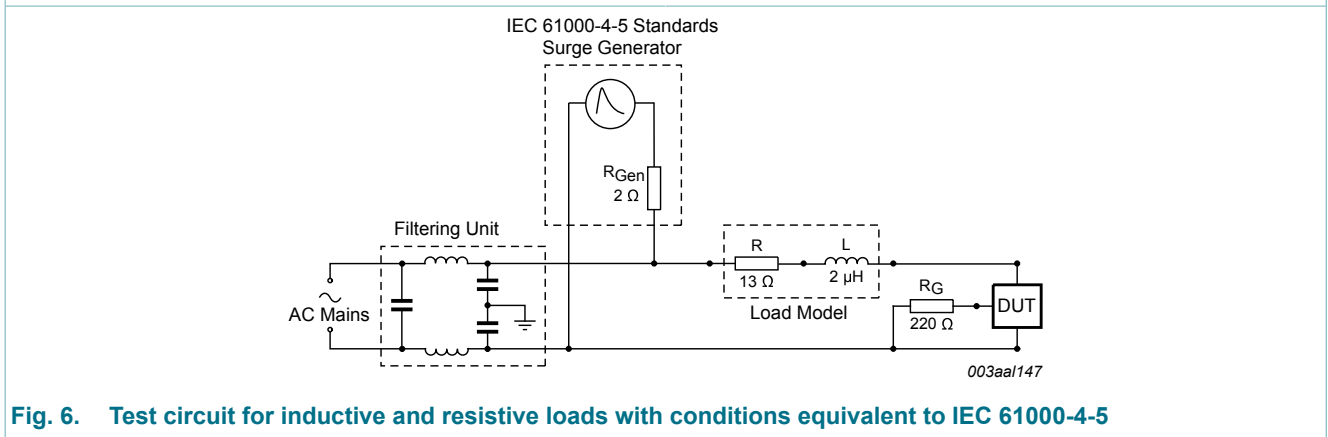 IEC 61000-4-5 Standards
Surge Generator
RGen
2 Ω
Filtering Unit
AC Mains
R
13 Ω
L
2 μH
Load Model
RG
220 Ω
DUT
003aal147
Fig. 6. Test circuit for inductive and resistive loads with conditions equivalent to IEC 61000-4-5